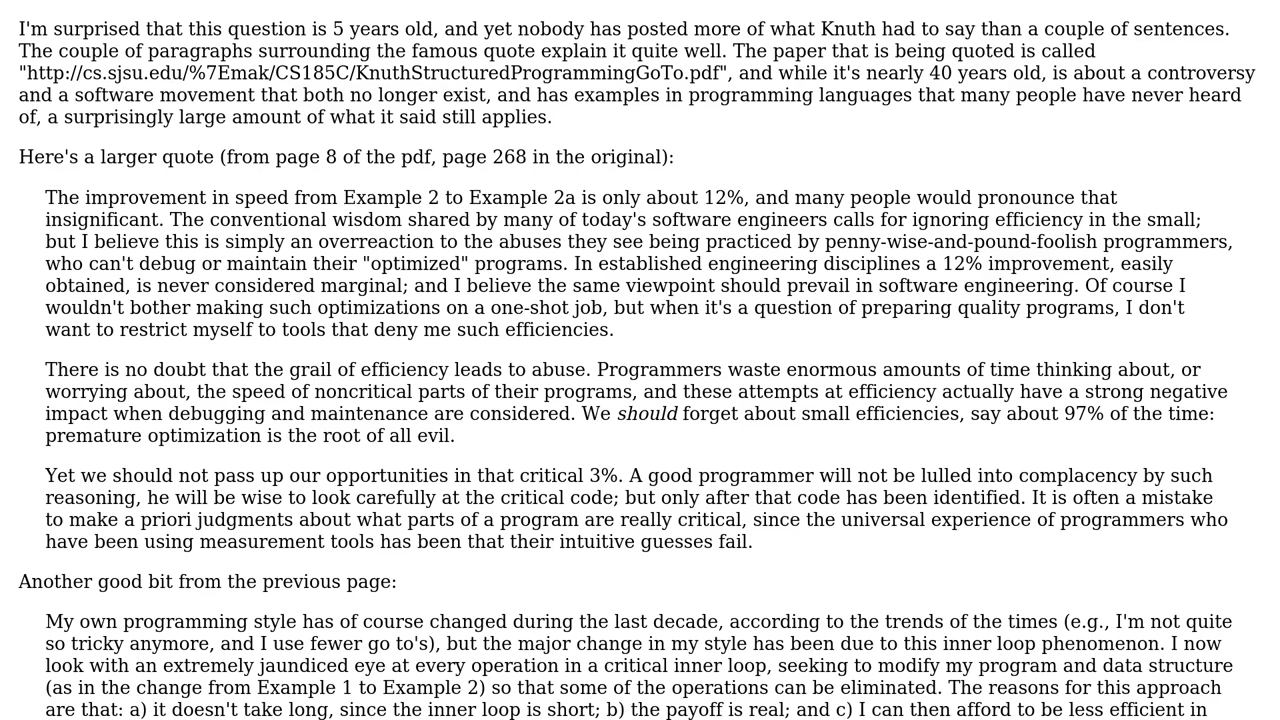 I'm surprised that this question is 5 years old, and yet nobody has posted more of what Knuth had to say than a couple of sentences.
The couple of paragraphs surrounding the famous quote explain it quite well. The paper that is being quoted is called
"http://cs.sjsu.edu/%7Emak/CS185C/KnuthStructuredProgrammingGoTo.pdf", and while it's nearly 40 years old, is about a controversy
and a software movement that both no longer exist, and has examples in programming languages that many people have never heard
of, a surprisingly large amount of what it said still applies.
Here's a larger quote (from page 8 of the pdf, page 268 in the original):
The improvement in speed from Example 2 to Example 2a is only about 12%, and many people would pronounce that
insignificant. The conventional wisdom shared by many of today's software engineers calls for ignoring efficiency in the small;
but I believe this is simply an overreaction to the abuses they see being practiced by penny-wise-and-pound-foolish programmers,
who can't debug or maintain their "optimized" programs. In established engineering disciplines a 12% improvement, easily
obtained, is never considered marginal; and I believe the same viewpoint should prevail in software engineering. Of course I
wouldn't bother making such optimizations on a one-shot job, but when it's a question of preparing quality programs, I don't
want to restrict myself to tools that deny me such efficiencies.
There is no doubt that the grail of efficiency leads to abuse. Programmers waste enormous amounts of time thinking about, or
worrying about, the speed of noncritical parts of their programs, and these attempts at efficiency actually have a strong negative
impact when debugging and maintenance are considered. We should forget about small efficiencies, say about 97% of the time:
premature optimization is the root of all evil.
Yet we should not pass up our opportunities in that critical 3%. A good programmer will not be lulled into complacency by such
reasoning, he will be wise to look carefully at the critical code; but only after that code has been identified. It is often a mistake
to make a priori judgments about what parts of a program are really critical, since the universal experience of programmers who
have been using measurement tools has been that their intuitive guesses fail.
Another good bit from the previous page:
My own programming style has of course changed during the last decade, according to the trends of the times (e.g., I'm not quite
so tricky anymore, and I use fewer go to's), but the major change in my style has been due to this inner loop phenomenon. I now
look with an extremely jaundiced eye at every operation in a critical inner loop, seeking to modify my program and data structure
(as in the change from Example 1 to Example 2) so that some of the operations can be eliminated. The reasons for this approach
are that: a) it doesn't take long, since the inner loop is short; b) the payoff is real; and c) I can then afford to be less efficient in